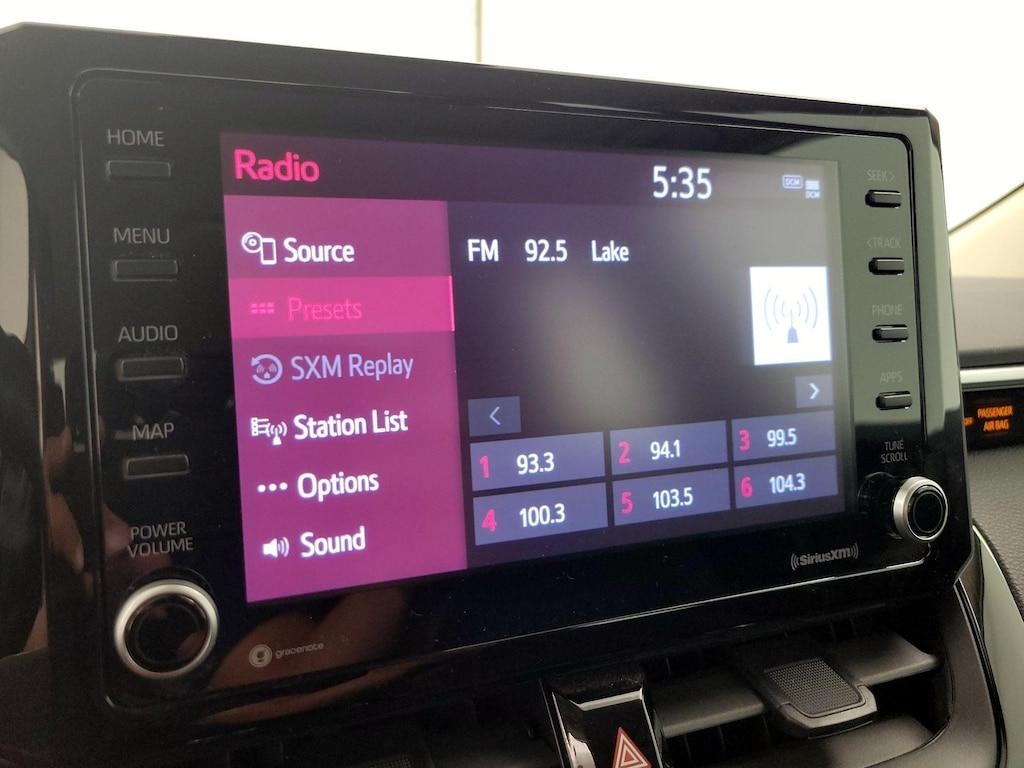 HOME
MENU
AUDIO
MAP
POWER
VOLUME
Radio
5:35
DCM
DCM
Source
Presets
SXM Replay
Station List
Options
Sound
FM 92.5 Lake
<
>
1 93.3
2 94.1
3 99.5
4 100.3
5 103.5
6 104.3
SEEK >
< TRACK
PHONE
APPS
TUNE
SCROLL
SiriusXM
gracenote
OFF
PASSENGER
AIR BAG